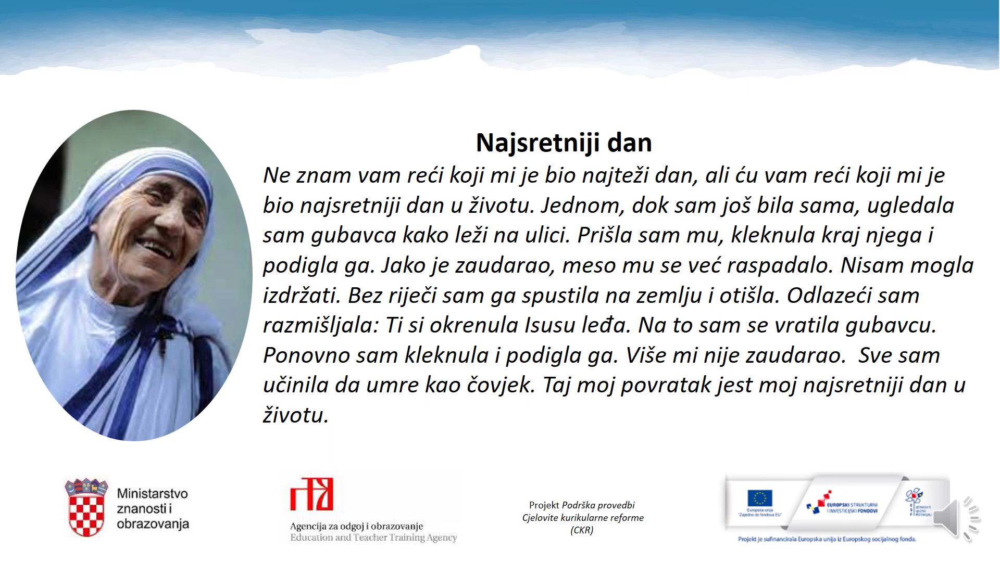 Najsretniji dan
Ne znam vam reći koji mi je bio najteži dan, ali ću vam reći koji mi je
bio najsretniji dan u životu. Jednom, dok sam još bila sama, ugledala
sam gubavca kako leži na ulici. Prišla sam mu, kleknula kraj njega i
podigla ga. Jako je zaudarao, meso mu se već raspadalo. Nisam mogla
izdržati. Bez riječi sam ga spustila na zemlju i otišla. Odlazeći sam
razmišljala: Ti si okrenula Isusu leđa. Na to sam se vratila gubavcu.
Ponovno sam kleknula i podigla ga. Više mi nije zaudarao.  Sve sam
učinila da umre kao čovjek. Taj moj povratak jest moj najsretniji dan u
životu.
Ministarstvo
znanosti i
obrazovanja
Agencija za odgoj i obrazovanje
Education and Teacher Training Agency
Projekt Podrška provedbi
Cjelovite kurikularne reforme
(CKR)
Europska unija
"Zajedno do fondova EU"
EUROPSKI STRUKTURNI
I INVESTICIJSKI FONDOVI
Projekt je sufinancirala Europska unija iz Europskog socijalnog fonda.